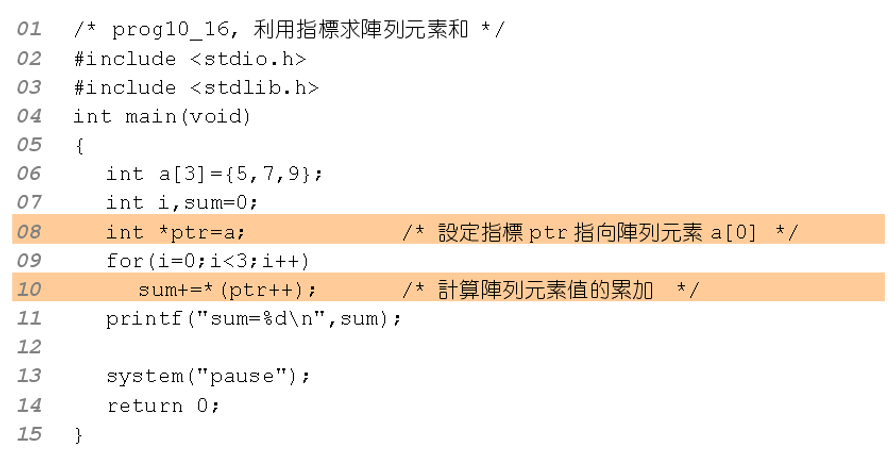 01 /* prog10_16, 利用指標求陣列元素和 */
02 #include <stdio.h>
03 #include <stdlib.h>
04 int main(void)
05 {
06 int a[3]={5,7,9};
07 int i,sum=0;
08 int *ptr=a; /* 設定指標 ptr 指向陣列元素 a[0] */
09 for(i=0;i<3;i++)
10 sum+=*(ptr++); /* 計算陣列元素值的累加 */
11 printf("sum=%d\n",sum);
12
13 system("pause");
14 return 0;
15 }